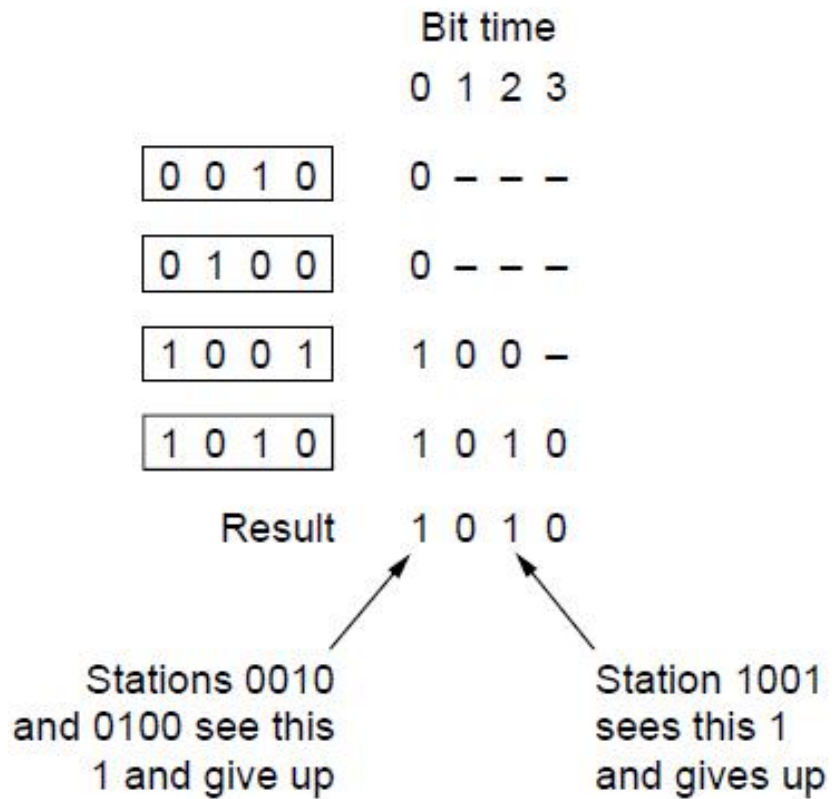 Bit time
0 1 2 3
0 0 1 0 0 – – –
0 1 0 0 0 – – –
1 0 0 1 1 0 0 –
1 0 1 0 1 0 1 0
Result 1 0 1 0
Stations 0010
and 0100 see this
1 and give up
Station 1001
sees this 1
and gives up